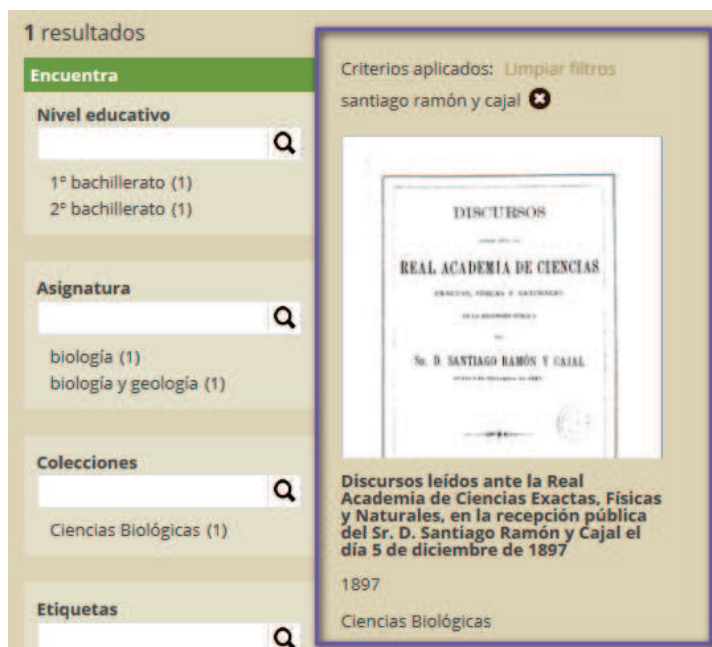 1 resultados
Encuentra
Nivel educativo
1º bachillerato (1)
2º bachillerato (1)
Asignatura
biología (1)
biología y geología (1)
Colecciones
Ciencias Biológicas (1)
Etiquetas
Criterios aplicados: Limpiar filtros
santiago ramón y cajal
DISCURSOS
REAL ACADEMIA DE CIENCIAS
EXACTAS, FÍSICAS Y NATURALES
SR. D. SANTIAGO RAMÓN Y CAJAL
Discursos leídos ante la Real
Academia de Ciencias Exactas, Físicas
y Naturales, en la recepción pública
del Sr. D. Santiago Ramón y Cajal el
día 5 de diciembre de 1897
1897
Ciencias Biológicas